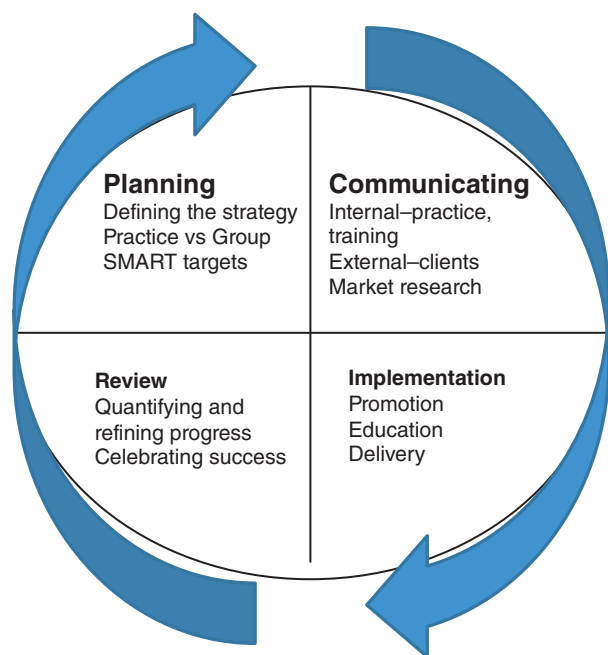 Planning
Defining the strategy
Practice vs Group
SMART targets
Communicating
Internal–practice,
training
External–clients
Market research
Review
Quantifying and
refining progress
Celebrating success
Implementation
Promotion
Education
Delivery